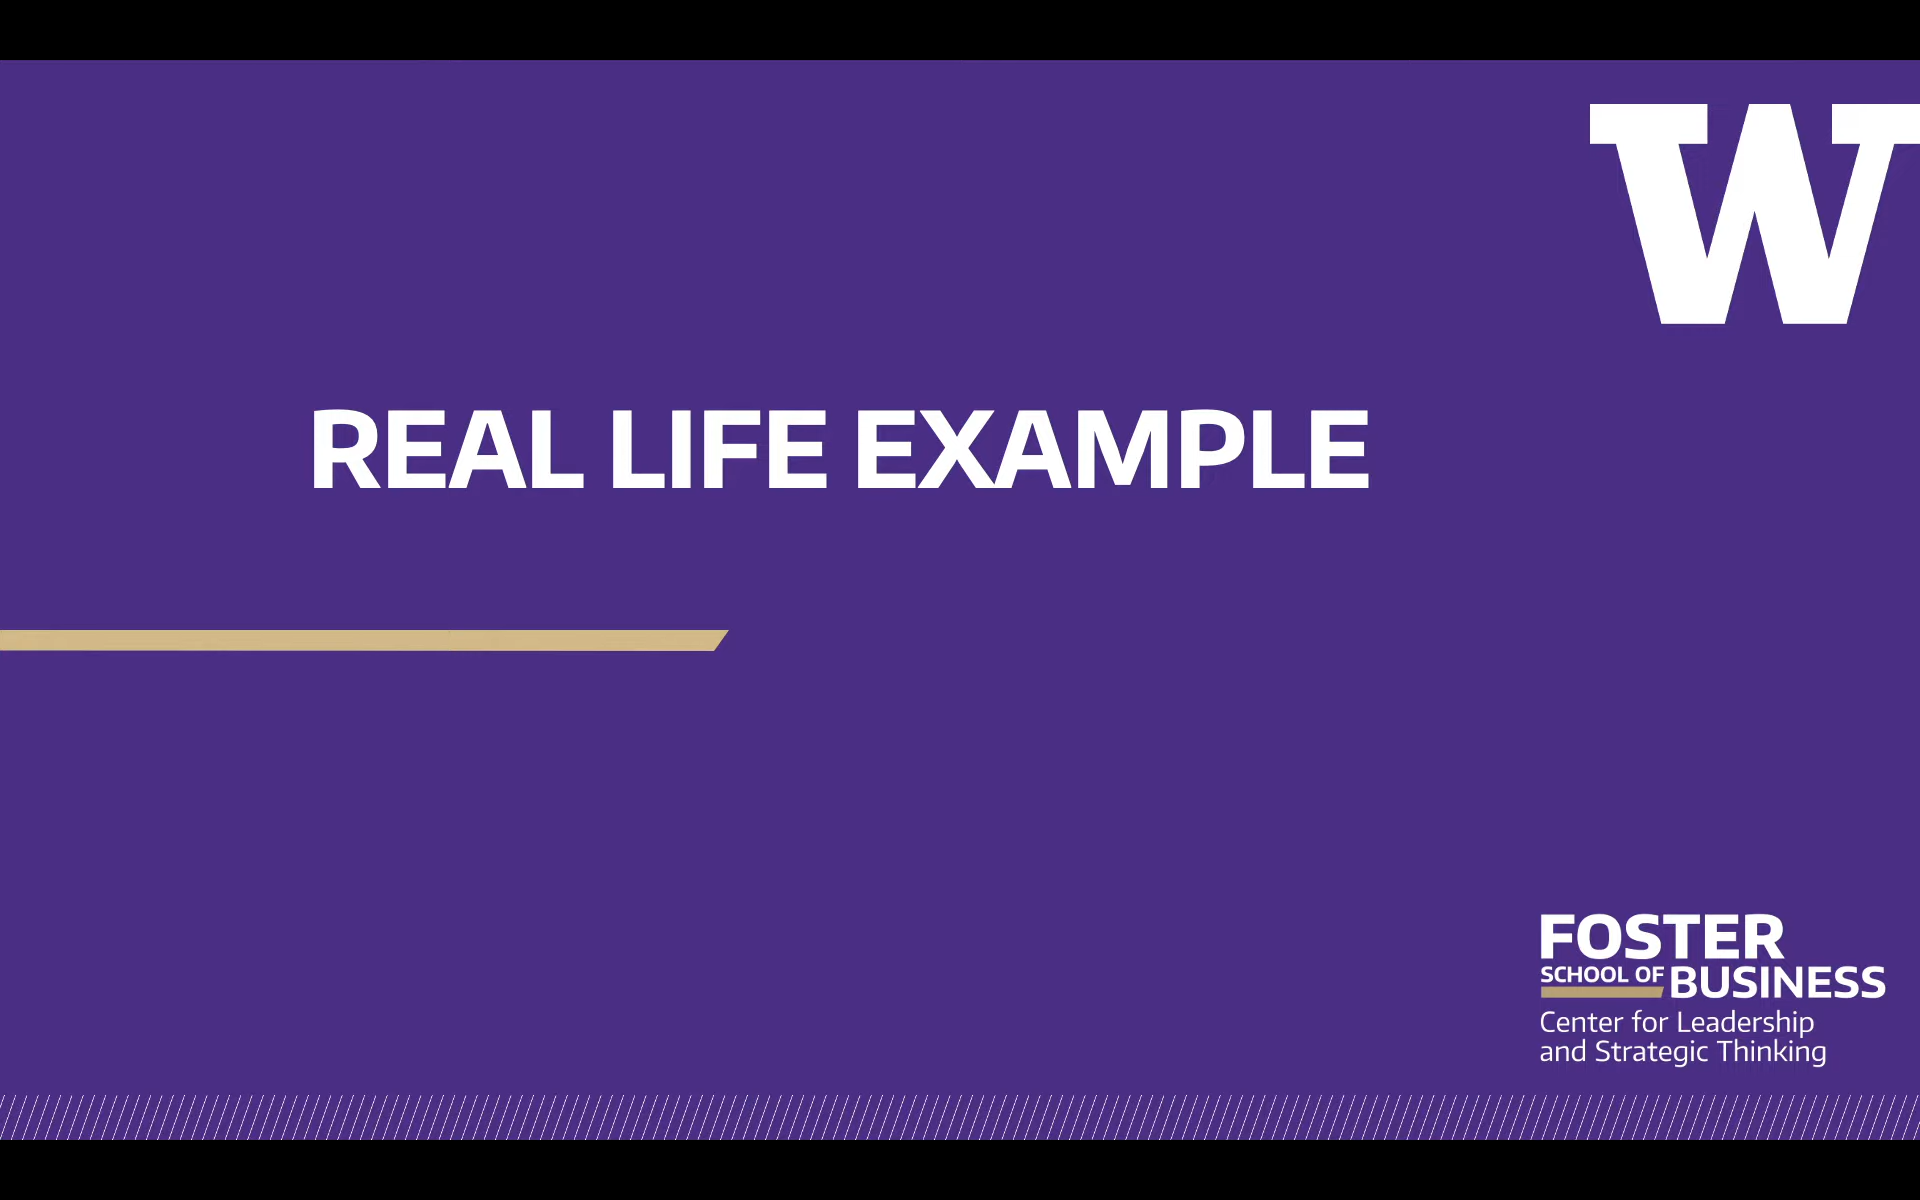 W
REAL LIFE EXAMPLE
FOSTER
SCHOOL OF BUSINESS
Center for Leadership
and Strategic Thinking